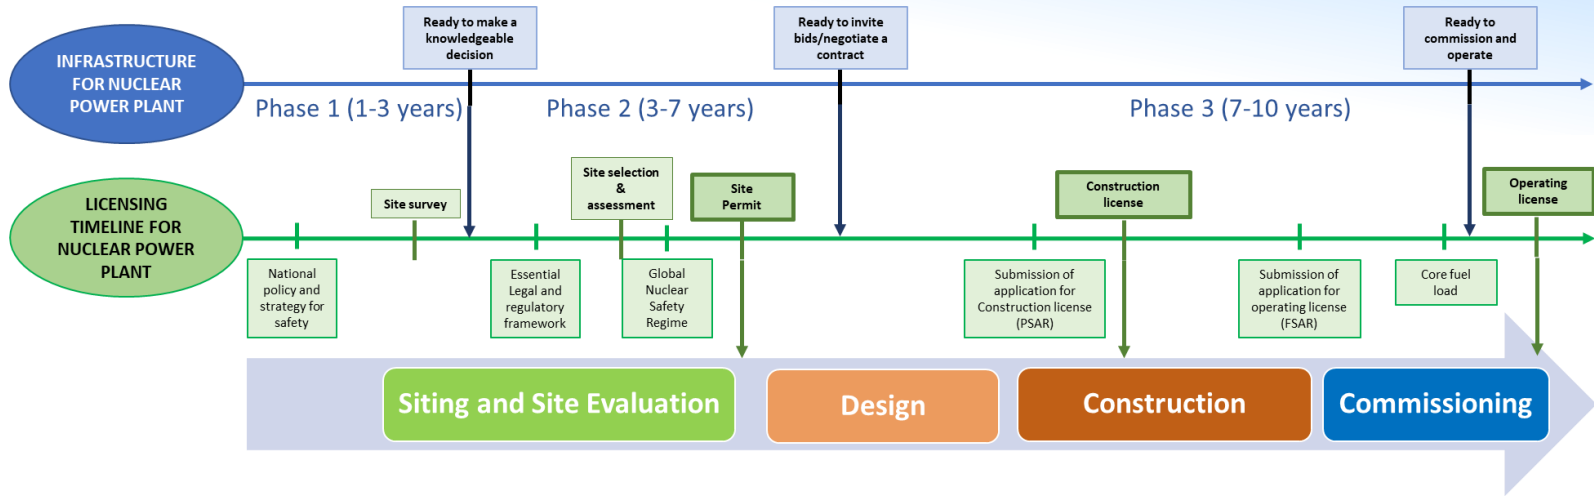 INFRASTRUCTURE
FOR NUCLEAR
POWER PLANT
Ready to make a
knowledgeable
decision
Ready to invite
bids/negotiate a
contract
Ready to
commission and
operate
Phase 1 (1-3 years)
Phase 2 (3-7 years)
Phase 3 (7-10 years)
LICENSING
TIMELINE FOR
NUCLEAR POWER
PLANT
Site survey
Site selection
&
assessment
Site
Permit
Construction
license
Operating
license
National
policy and
strategy for
safety
Essential
Legal and
regulatory
framework
Global
Nuclear
Safety
Regime
Submission of
application for
Construction license
(PSAR)
Submission of
application for
operating license
(FSAR)
Core fuel
load
Siting and Site Evaluation
Design
Construction
Commissioning